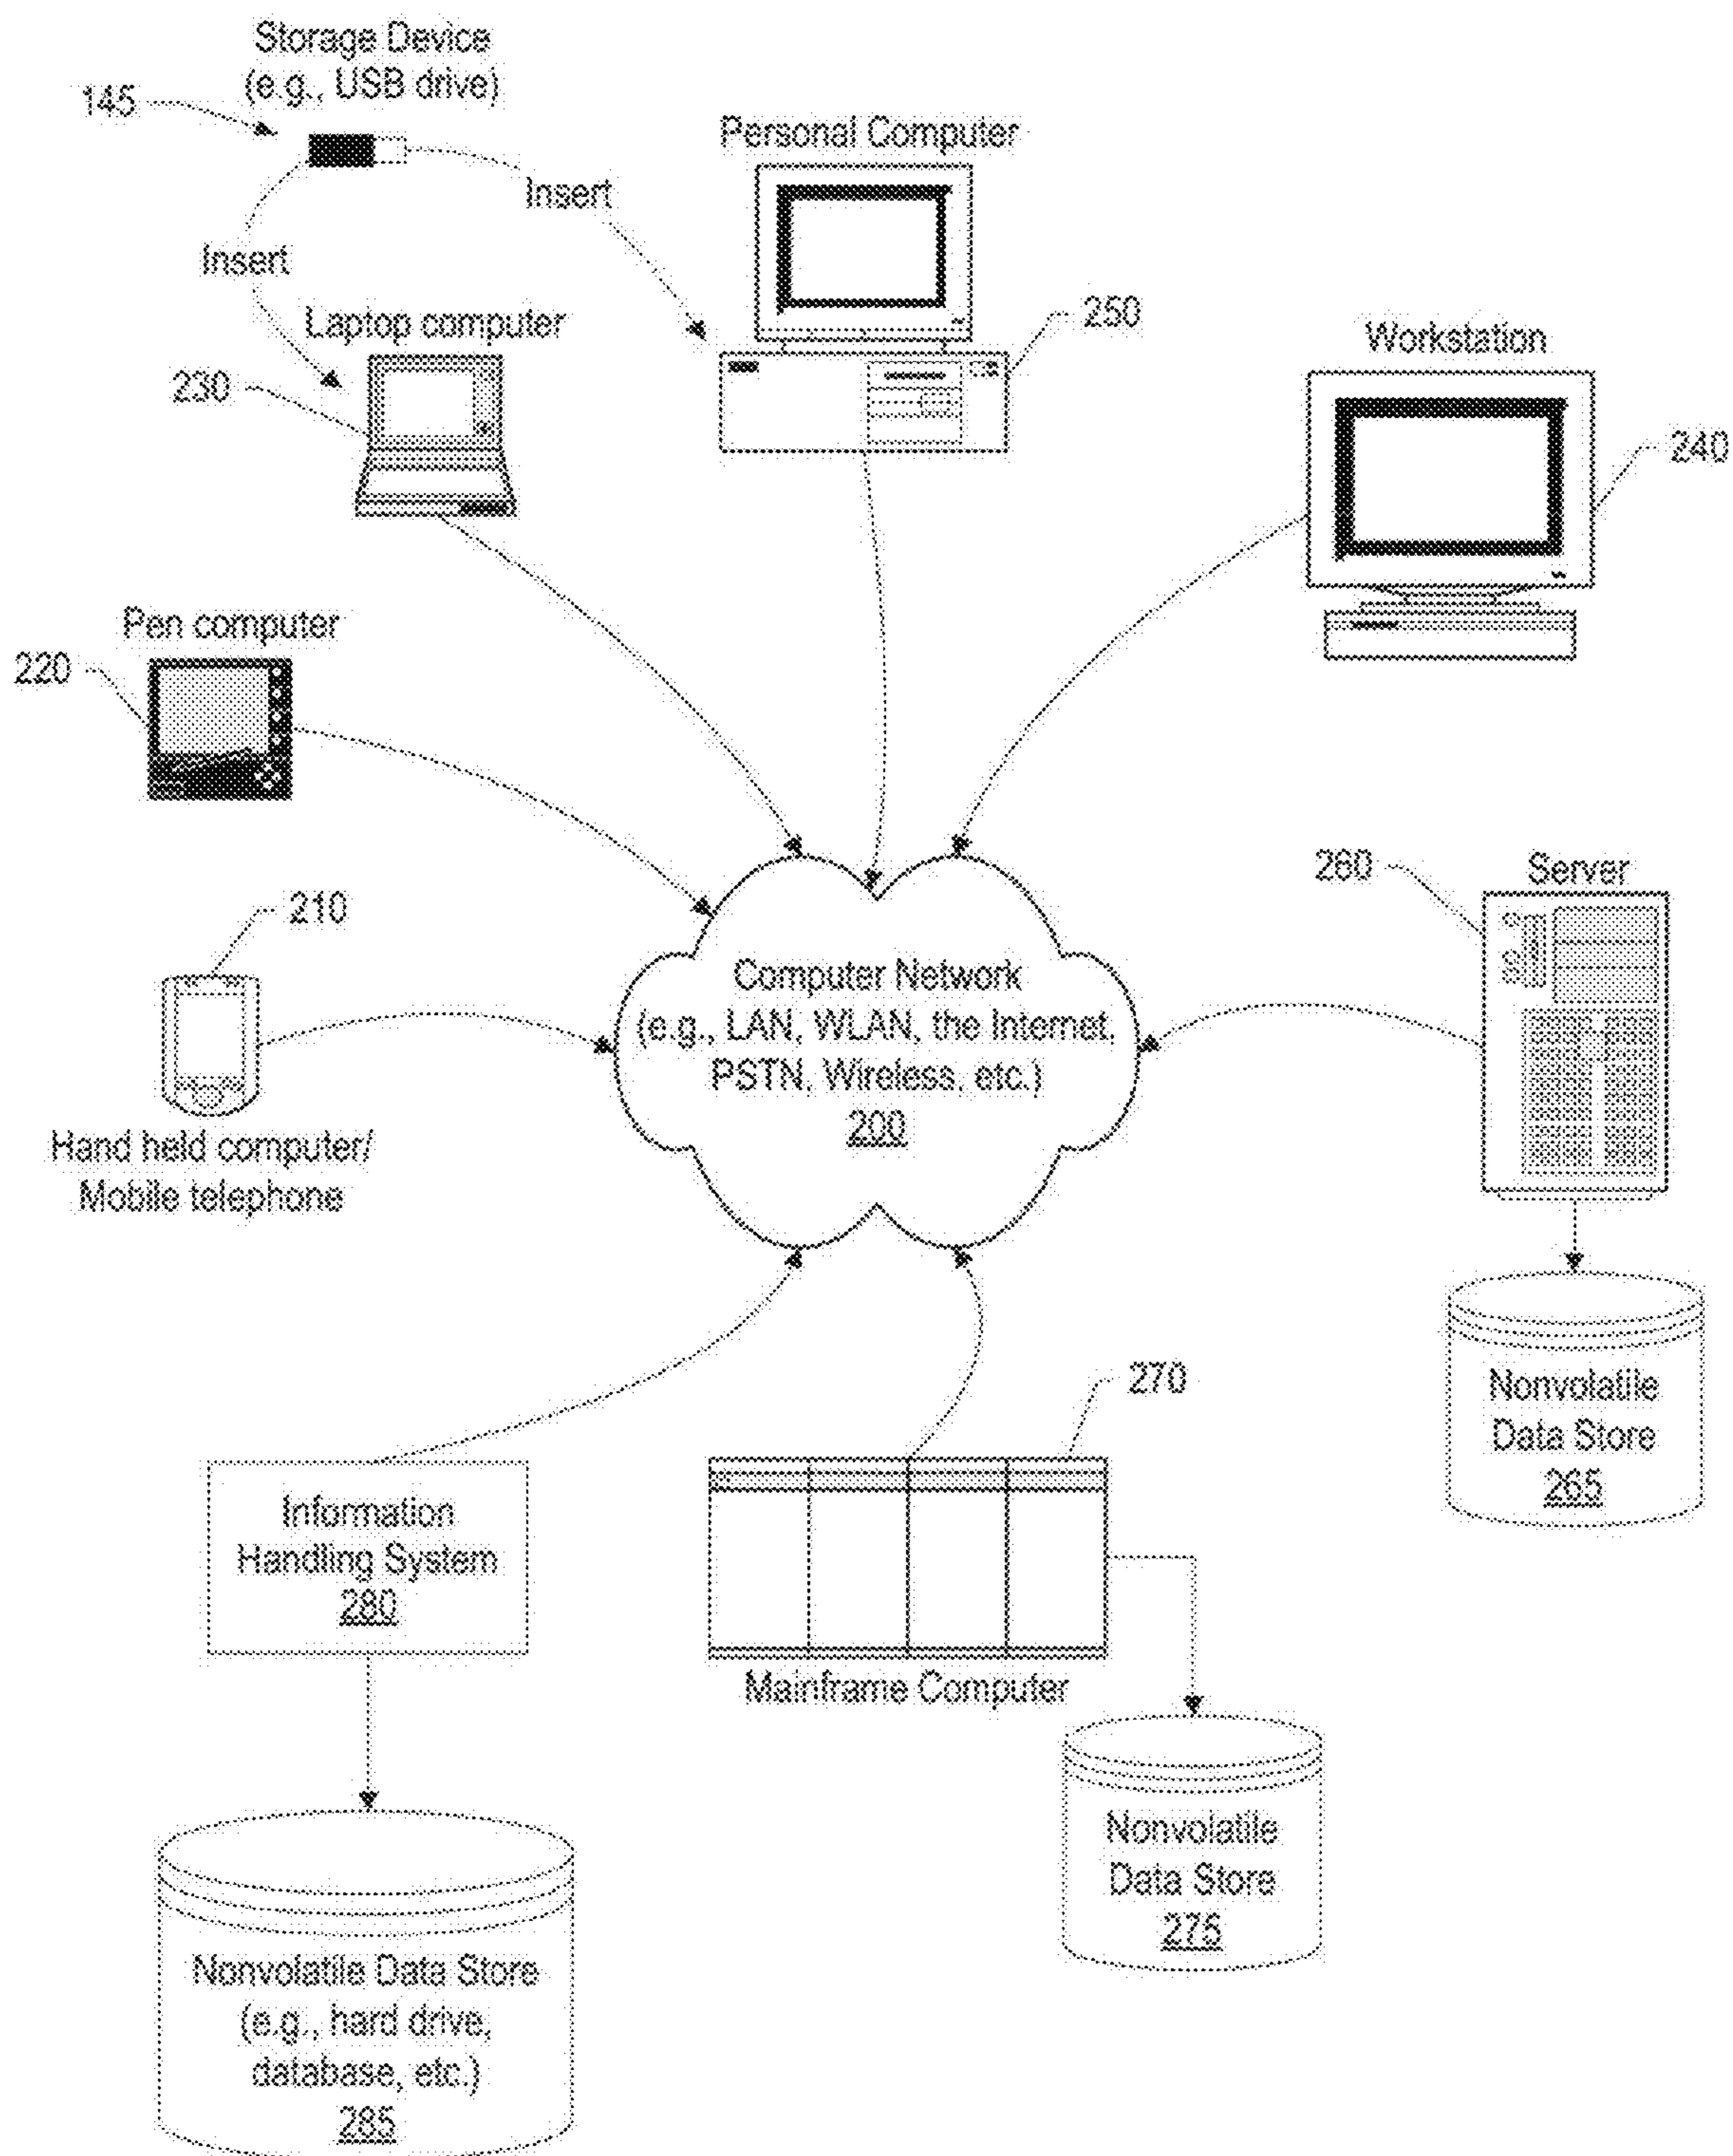 Storage Device
(e.g., USB drive)
145
Personal Computer
Insert
Insert
Laptop computer
250
Workstation
230
240
Pen computer
220
260
Server
210
Computer Network
(e.g., LAN, WLAN, the Internet,
PSTN, Wireless, etc.)
200
Hand held computer/
Mobile telephone
270
Nonvolatile
Data Store
265
Information
Handling System
280
Mainframe Computer
Nonvolatile
Data Store
275
Nonvolatile Data Store
(e.g., hard drive,
database, etc.)
285